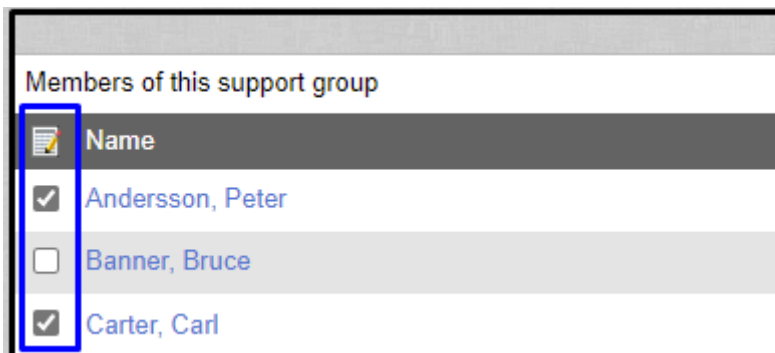 Members of this support group
Name
Andersson, Peter
Banner, Bruce
Carter, Carl